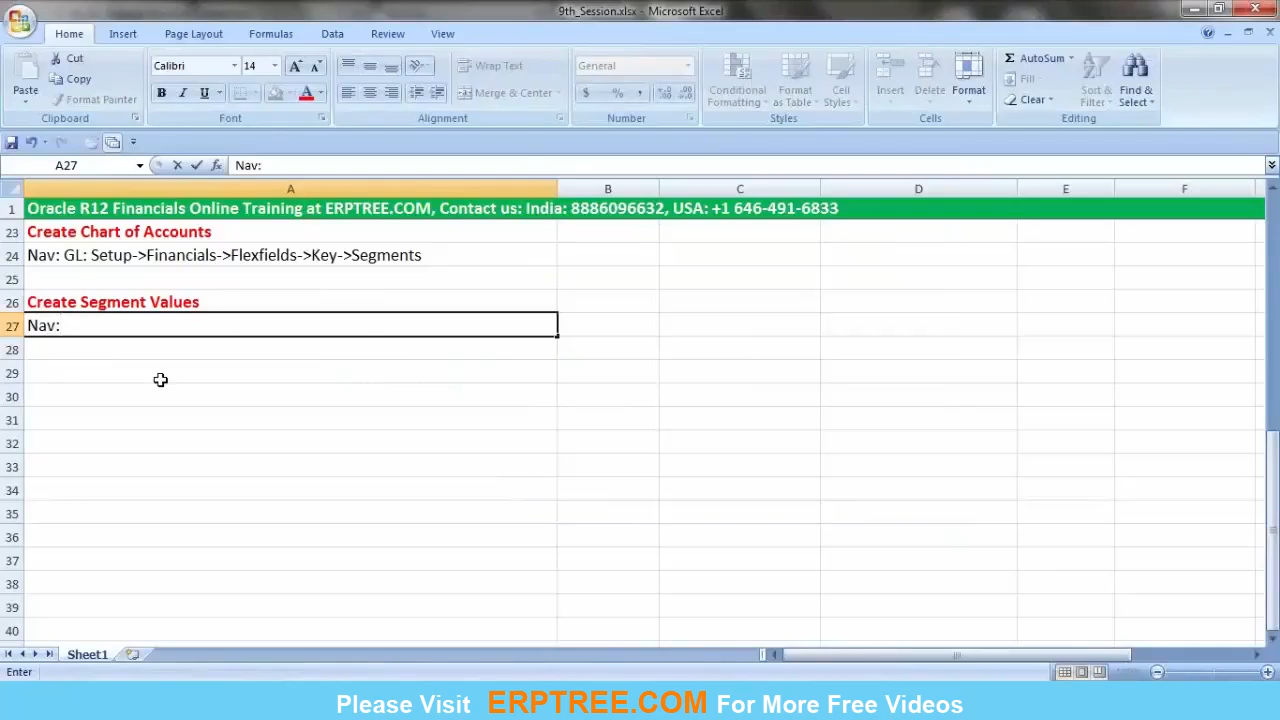 9th_Session.xlsx - Microsoft Excel
Home Insert Page Layout Formulas Data Review View
Cut
Copy
Format Painter
Paste
Clipboard
Calibri 14
B I U
Font
Wrap Text
Merge & Center
Alignment
General
$ % ,
Number
Conditional Formatting
Format as Table
Cell Styles
Styles
Insert Delete Format
Cells
AutoSum
Fill
Clear
Sort & Filter
Find & Select
Editing
A27 Nav:
A B C D E F
1 Oracle R12 Financials Online Training at ERPTREE.COM, Contact us: India: 8886096632, USA: +1 646-491-6833
23 Create Chart of Accounts
24 Nav: GL: Setup->Financials->Flexfields->Key->Segments
25
26 Create Segment Values
27 Nav:
28
29
30
31
32
33
34
35
36
37
38
39
40
Sheet1
Enter
Please Visit ERPTREE.COM For More Free Videos